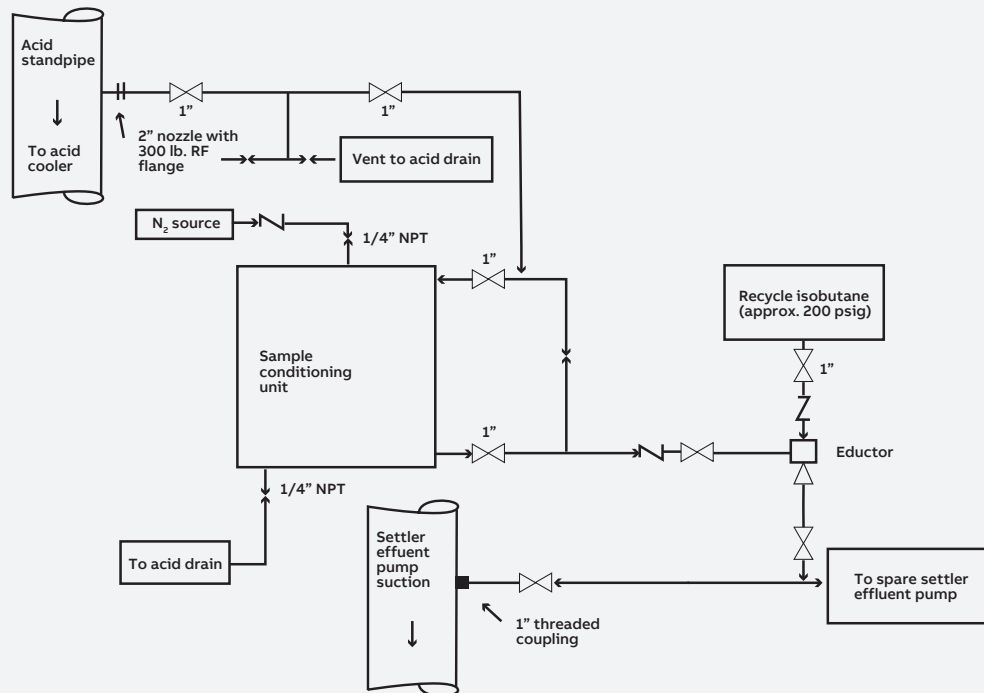 Acid
standpipe
To acid
cooler
1”
1”
2” nozzle with
300 lb. RF
flange
Vent to acid drain
N₂ source
1/4” NPT
1”
Recycle isobutane
(approx. 200 psig)
Sample
conditioning
unit
1”
1”
Eductor
1/4” NPT
To acid drain
Settler
effuent
pump
suction
To spare settler
effluent pump
1” threaded
coupling